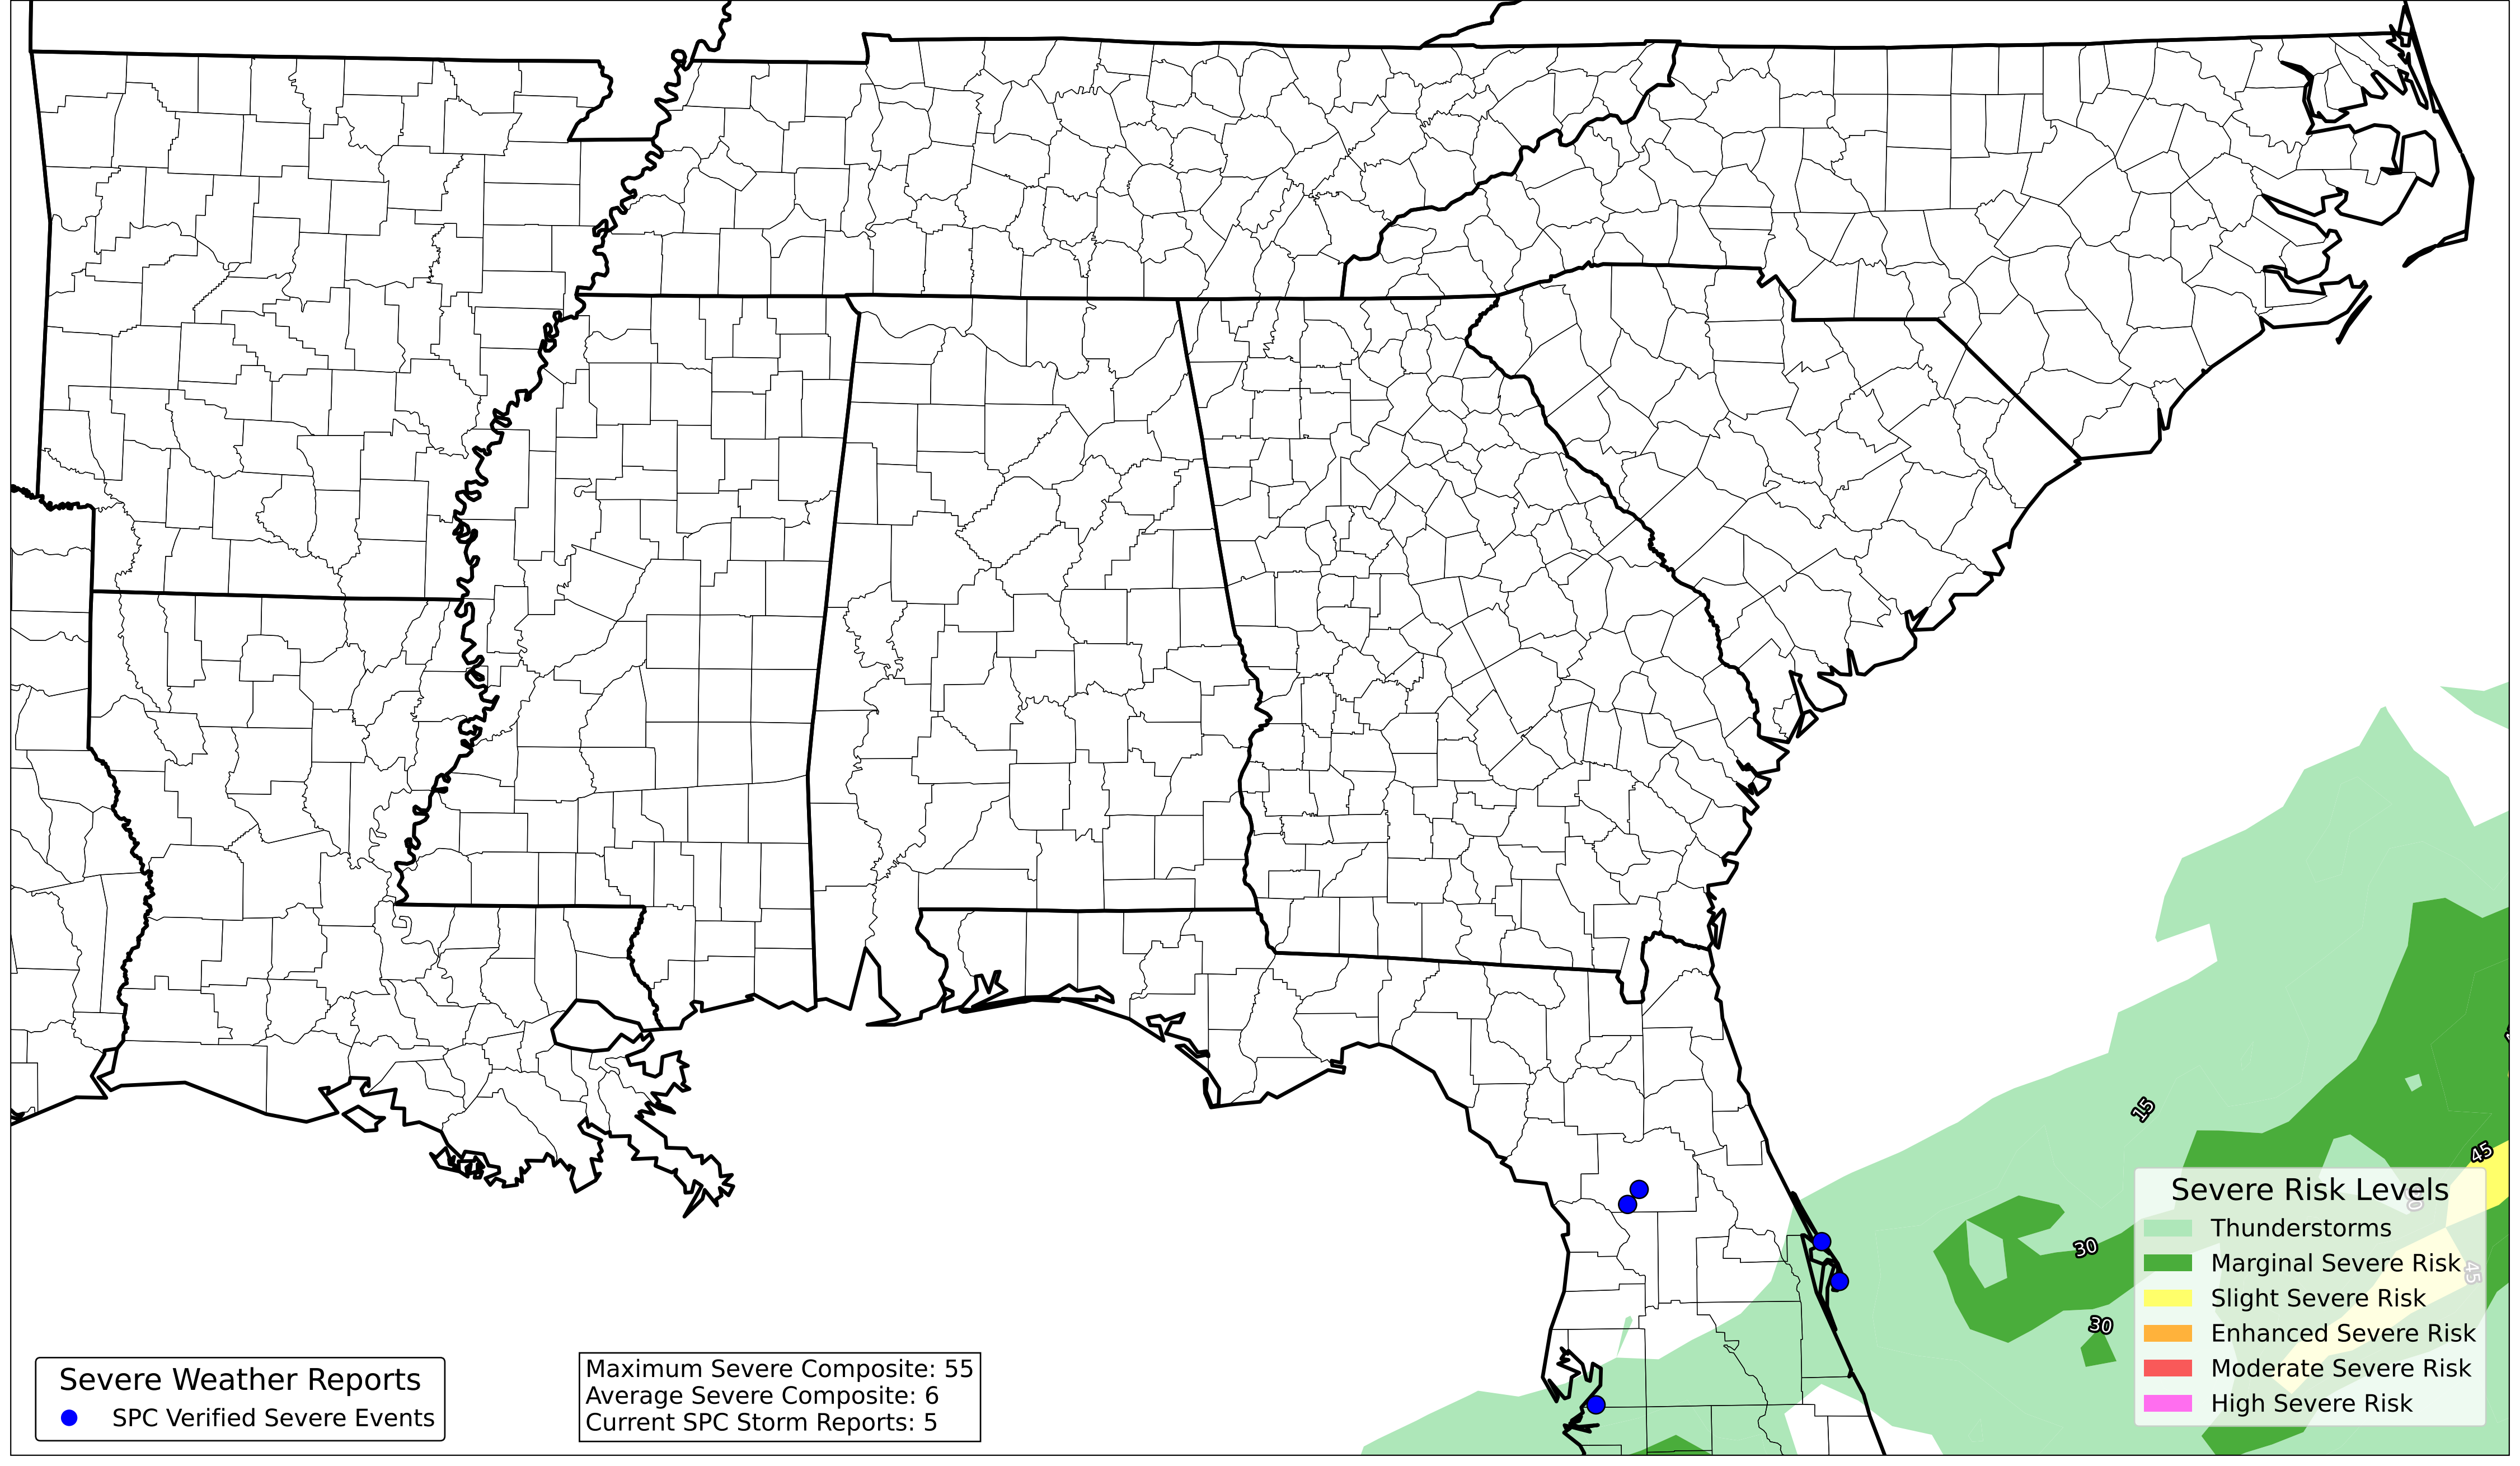 15
45
30
30
45
Severe Risk Levels
Thunderstorms
Marginal Severe Risk
Slight Severe Risk
Enhanced Severe Risk
Moderate Severe Risk
High Severe Risk
Severe Weather Reports
SPC Verified Severe Events
Maximum Severe Composite: 55
Average Severe Composite: 6
Current SPC Storm Reports: 5